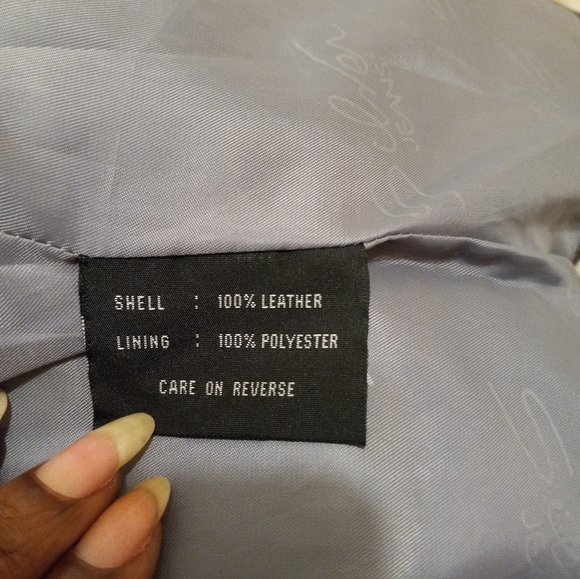 SHELL : 100% LEATHER
LINING : 100% POLYESTER
CARE ON REVERSE